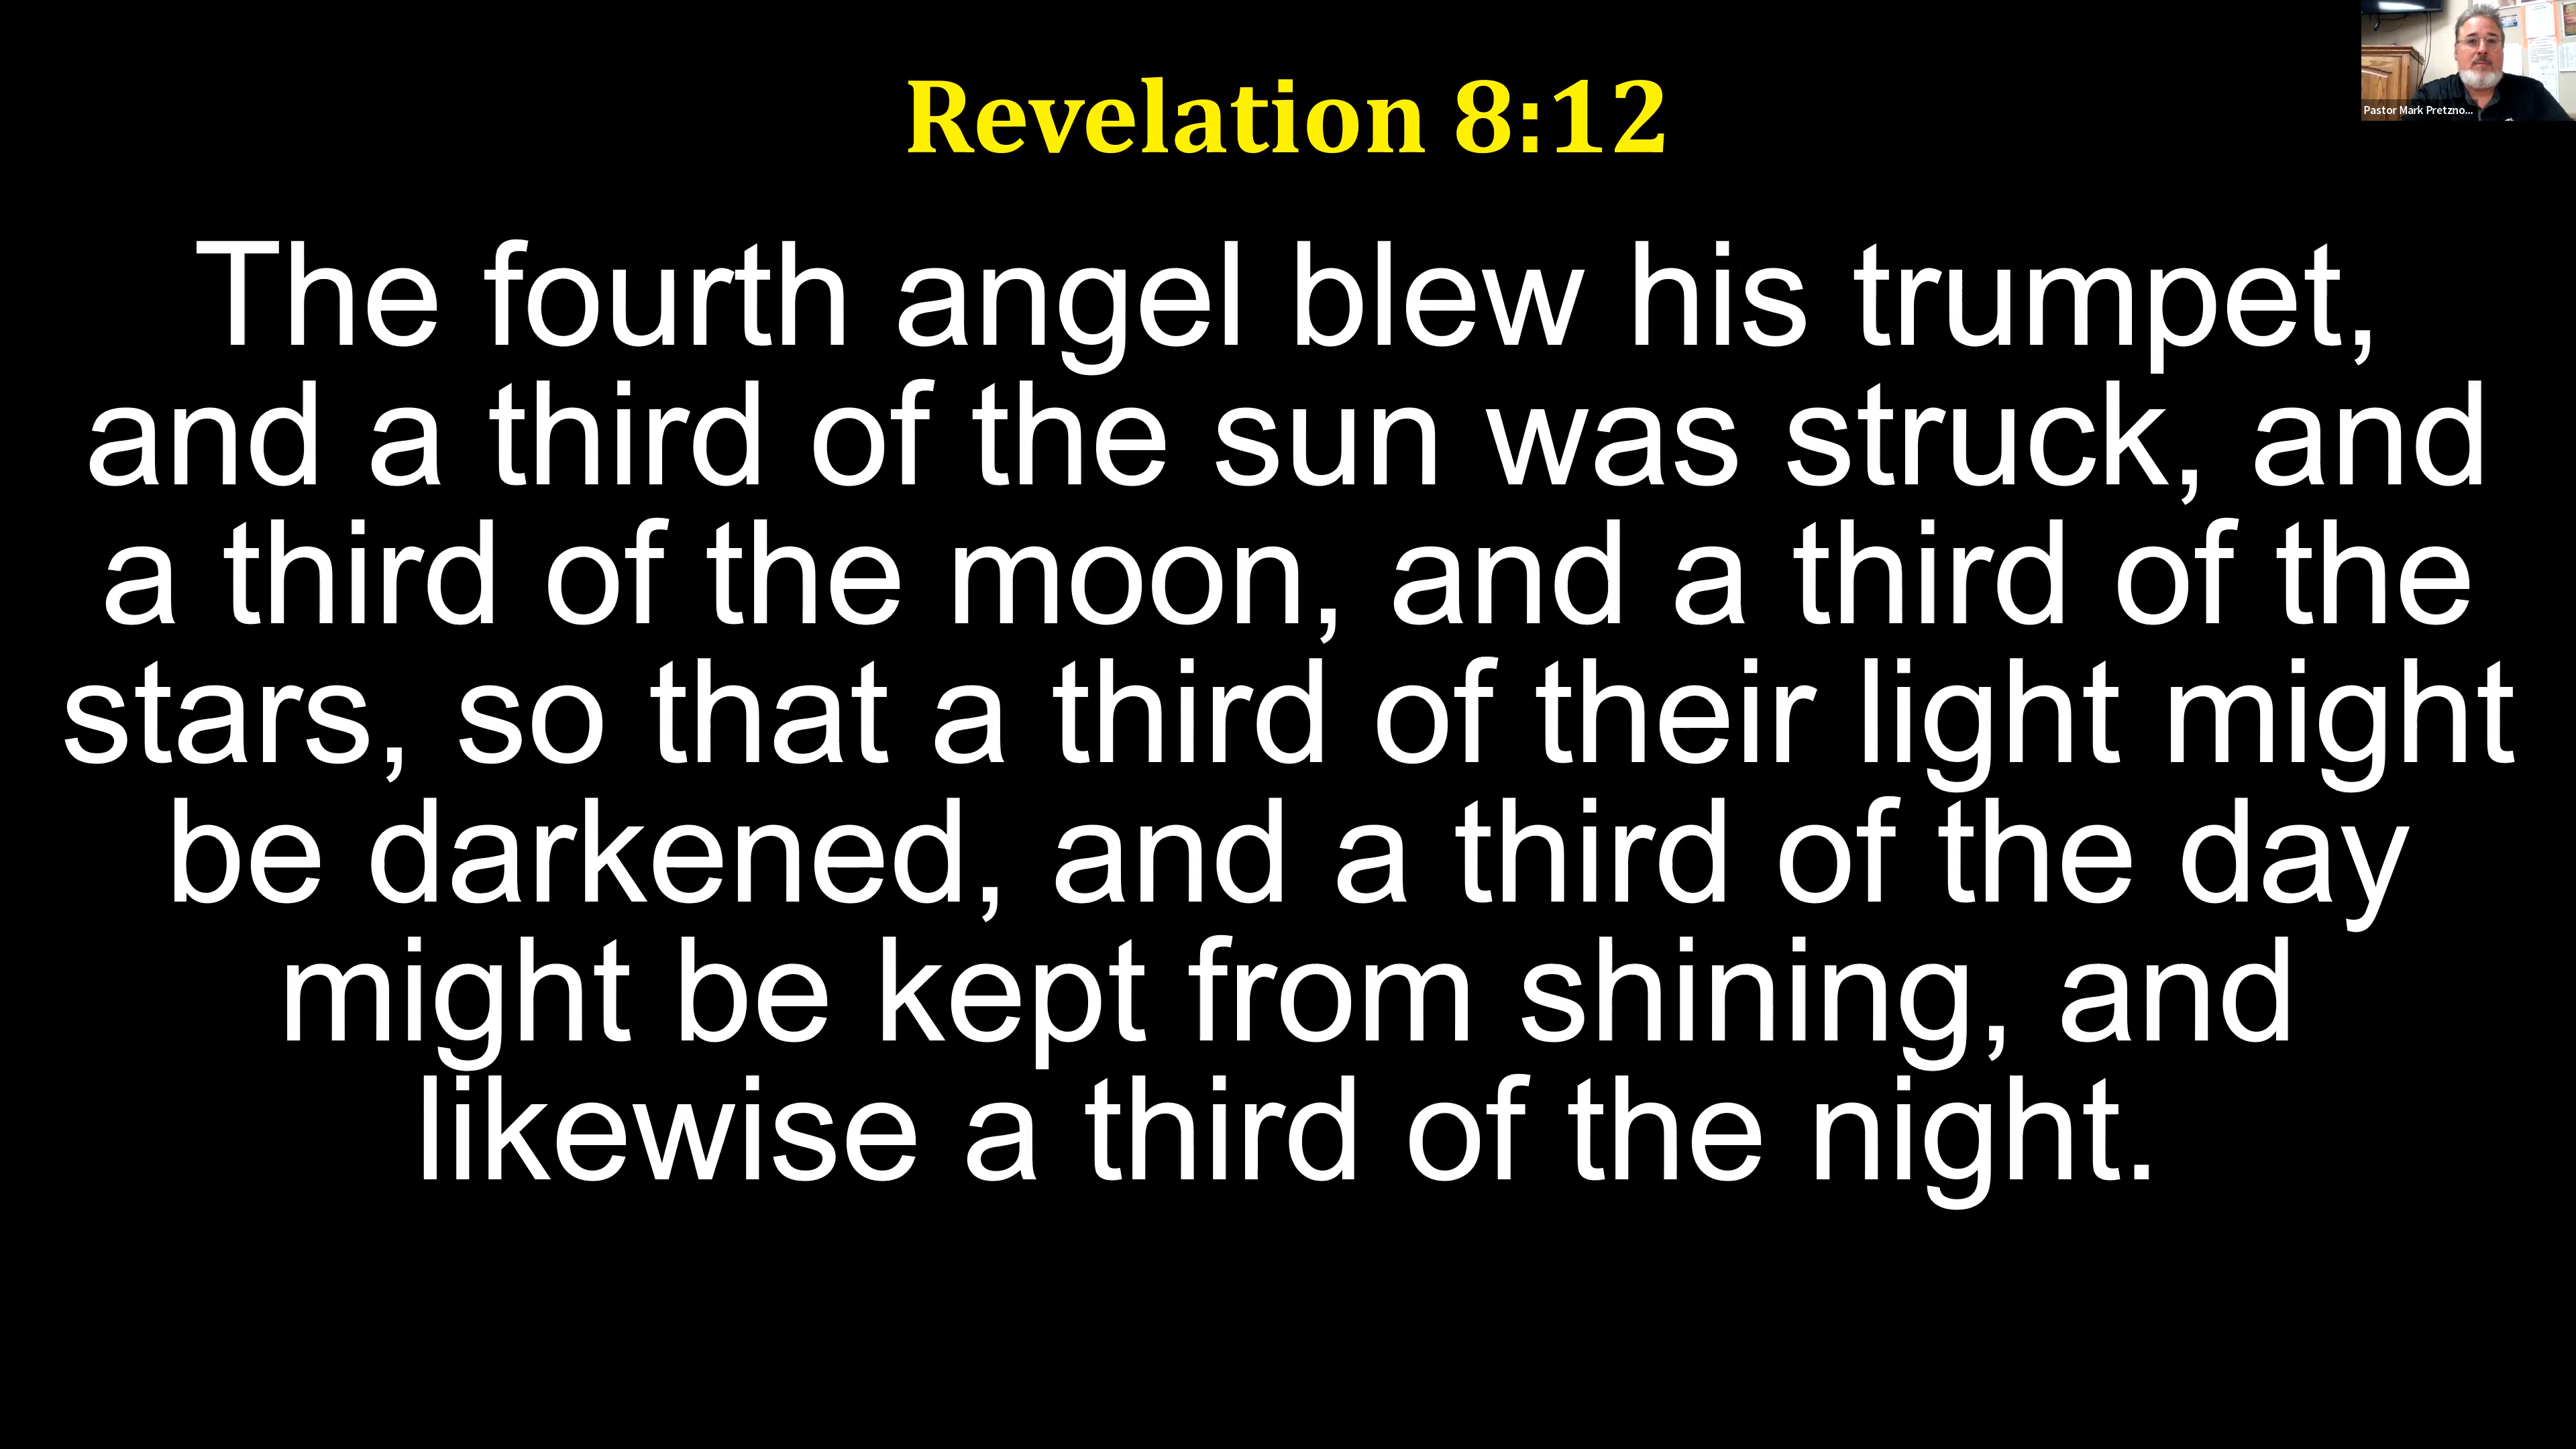 Revelation 8:12
Pastor Mark Pretzno...
The fourth angel blew his trumpet,
and a third of the sun was struck, and
a third of the moon, and a third of the
stars, so that a third of their light might
be darkened, and a third of the day
might be kept from shining, and
likewise a third of the night.